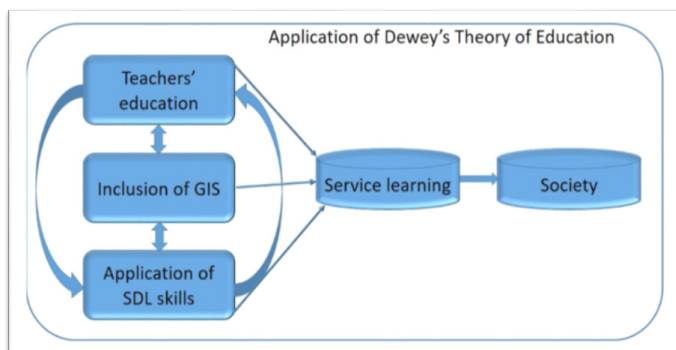 Application of Dewey's Theory of Education
Teachers'
education
Inclusion of GIS
Application of
SDL skills
Service learning
Society